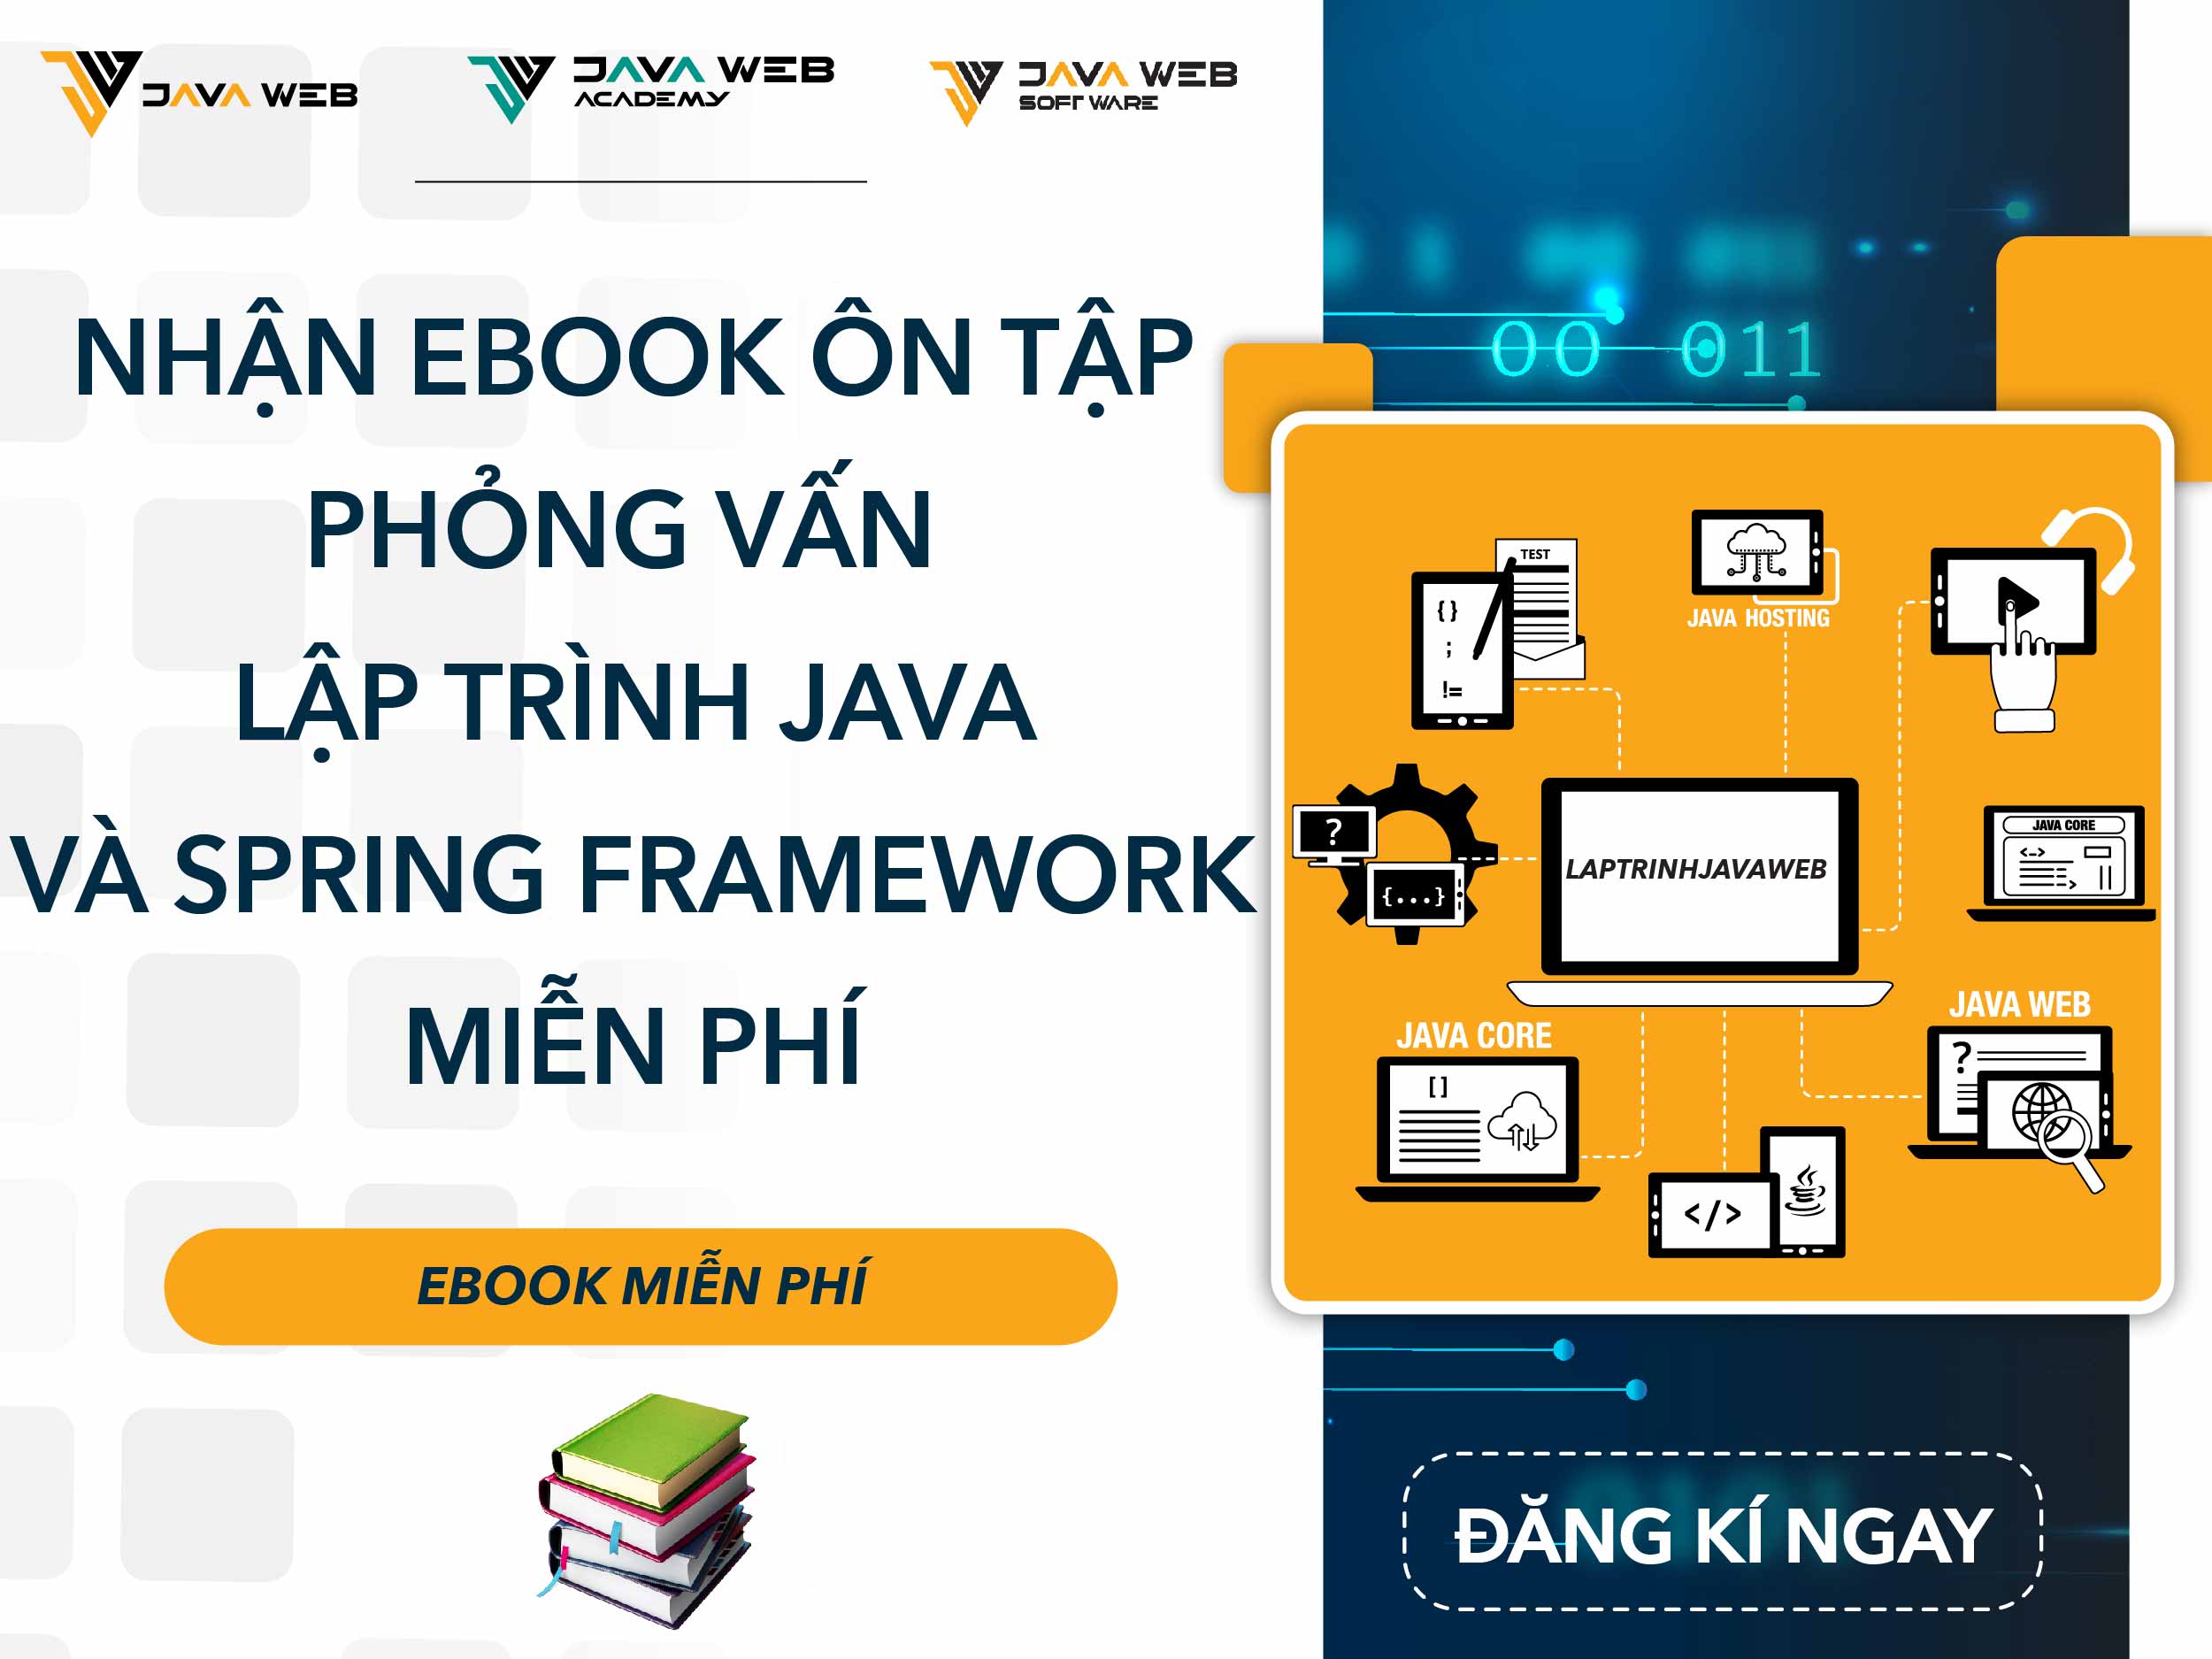 JAVA WEB
JAVA WEB
ACADEMY
JAVA WEB
SOFTWARE
NHẬN EBOOK ÔN TẬP
PHỎNG VẤN
LẬP TRÌNH JAVA
VÀ SPRING FRAMEWORK
MIỄN PHÍ
EBOOK MIỄN PHÍ
00 011
TEST
{}
;
!=
JAVA HOSTING
?
{...}
LAPTRINHJAVAWEB
JAVA CORE
<->
>
JAVA CORE
[]
JAVA WEB
?
</>
ĐĂNG KÍ NGAY